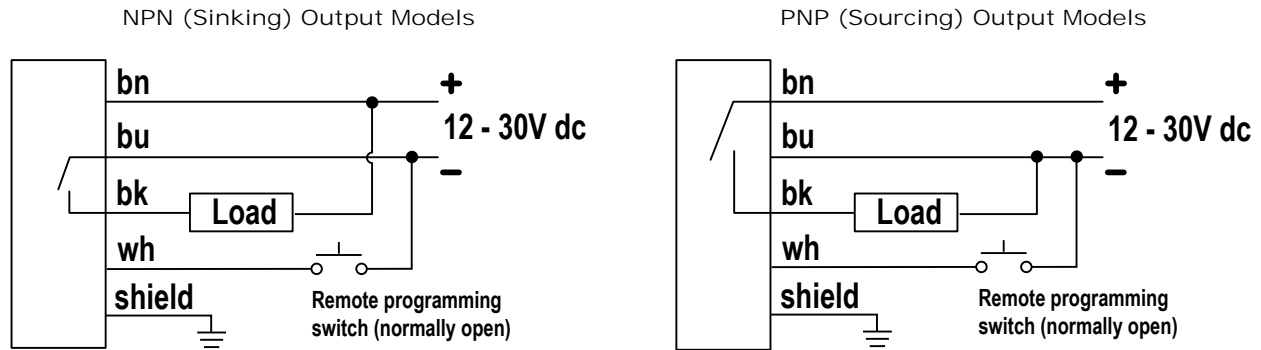 NPN (Sinking) Output Models
bn
+
12 - 30V dc
bu
–
bk
Load
wh
shield
Remote programming
switch (normally open)
PNP (Sourcing) Output Models
bn
+
12 - 30V dc
bu
–
bk
Load
wh
shield
Remote programming
switch (normally open)